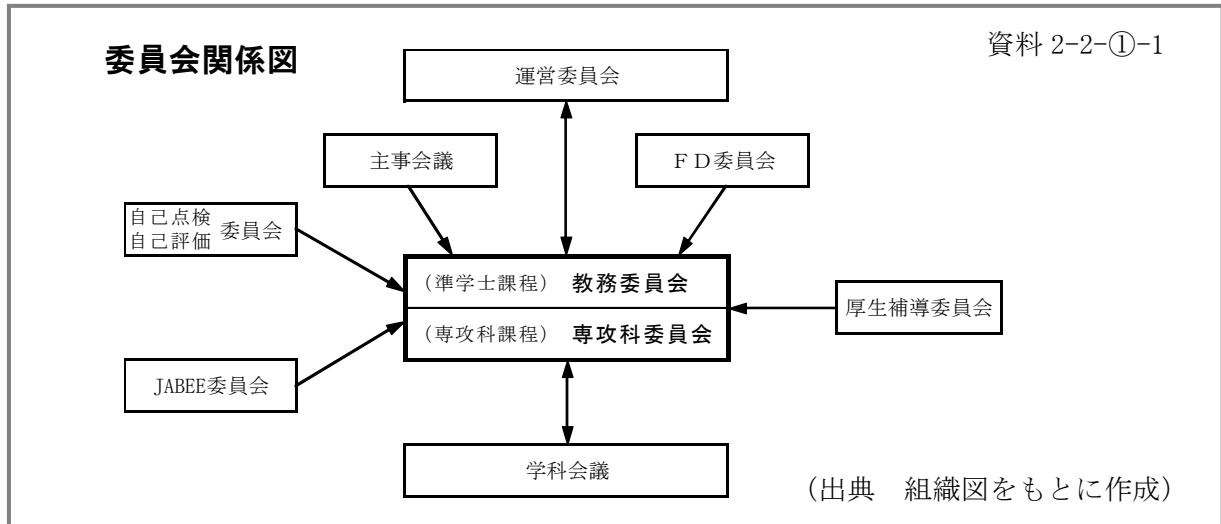 委員会関係図
資料 2-2-①-1
運営委員会
主事会議
ＦＤ委員会
自己点検
自己評価 委員会
(準学士課程) 教務委員会
(専攻科課程) 専攻科委員会
厚生補導委員会
JABEE委員会
学科会議
(出典　組織図をもとに作成)